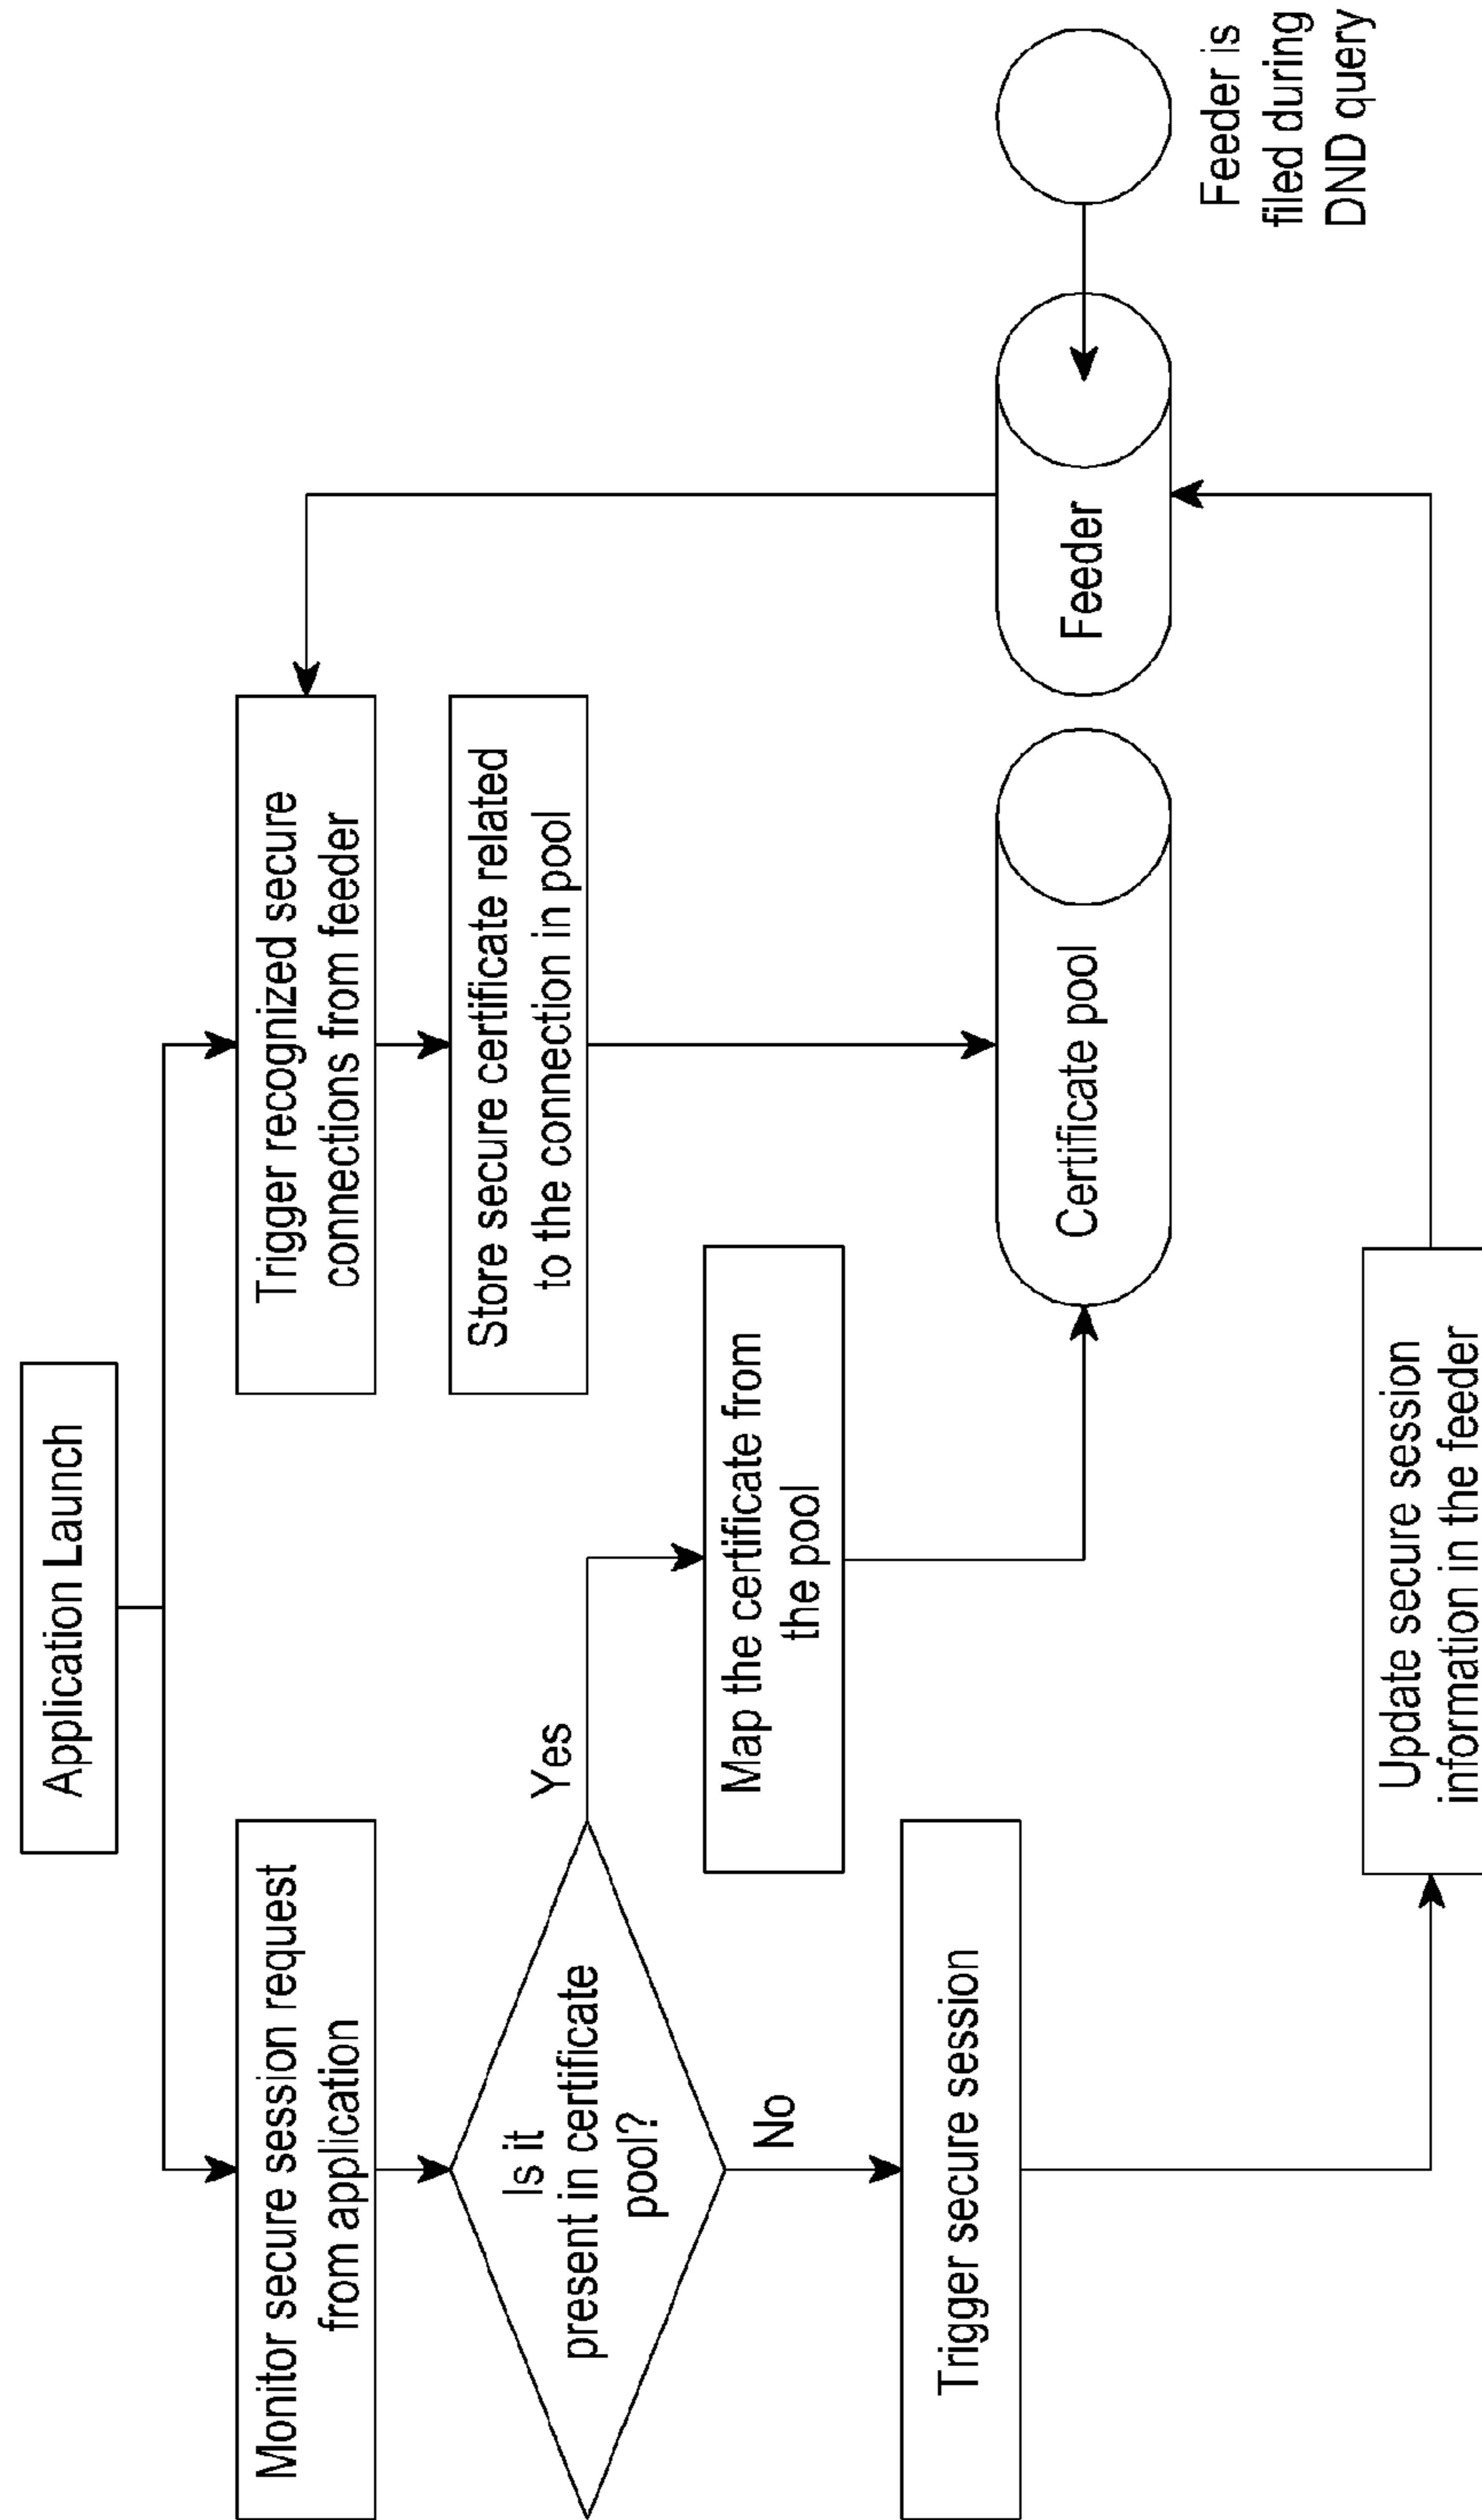 Application Launch
Monitor secure session request
from application
Trigger recognized secure
connections from feeder
Is it
present in certificate
pool?
Yes
No
Store secure certificate related
to the connection in pool
Map the certificate from
the pool
Trigger secure session
Certificate pool
Feeder
Feeder is
filed during
DND query
Update secure session
information in the feeder